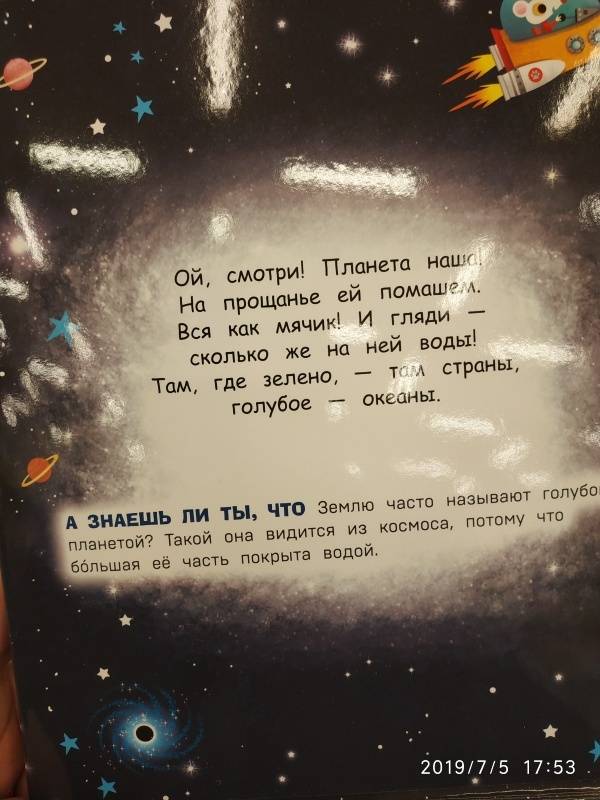 Ой, смотри! Планета наша!
На прощанье ей помашем.
Вся как мячик! И гляди —
сколько же на ней воды!
Там, где зелено, — там страны,
голубое — океаны.
А ЗНАЕШЬ ЛИ ТЫ, ЧТО Землю часто называют голубо
планетой? Такой она видится из космоса, потому что
бо́льшая её часть покрыта водой.
2019/7/5 17:53